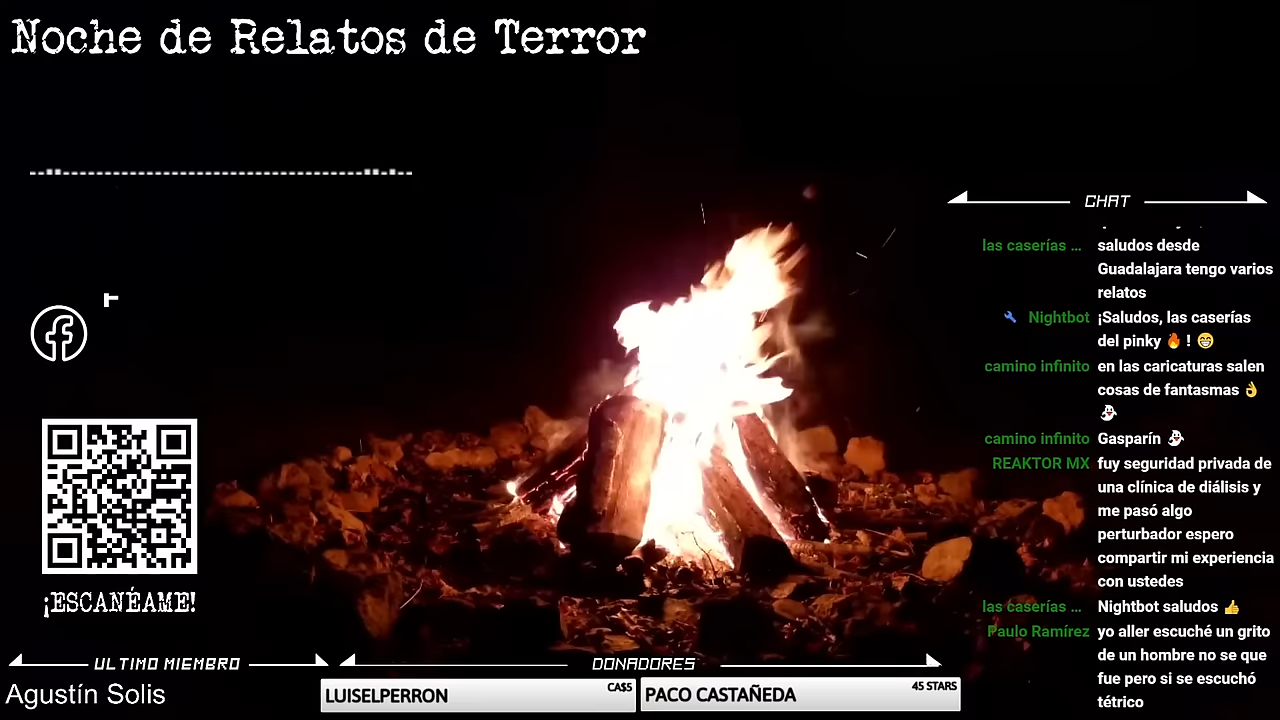 Noche de Relatos de Terror
CHAT
las caserías ... saludos desde
Guadalajara tengo varios
relatos
Nightbot ¡Saludos, las caserías
del pinky 🔥 ! 😁
camino infinito en las caricaturas salen
cosas de fantasmas 👌
👻
camino infinito Gasparín 👻
REAKTOR MX fuy seguridad privada de
una clínica de diálisis y
me pasó algo
perturbador espero
compartir mi experiencia
con ustedes
las caserías ... Nightbot saludos 👍
Paulo Ramírez yo aller escuché un grito
de un hombre no se que
fue pero si se escuchó
tétrico
¡ESCANÉAME!
ULTIMO MIEMBRO
Agustín Solis
DONADORES
LUISELPERRON CA$5
PACO CASTAÑEDA 45 STARS